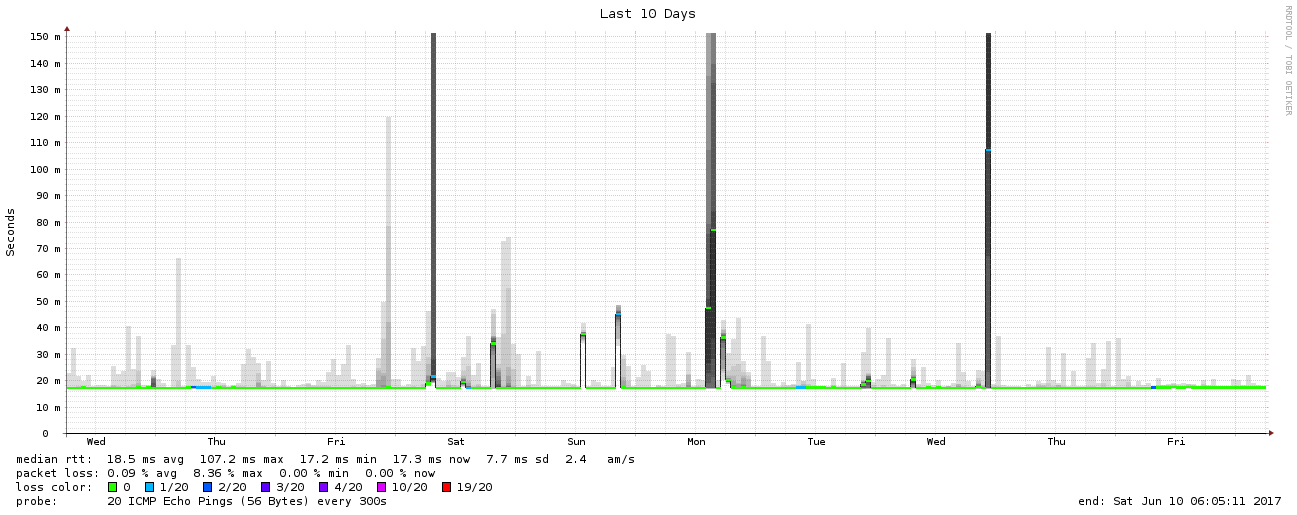 Last 10 Days
RRDTOOL / TOBI OETIKER
Seconds
150 m
140 m
130 m
120 m
110 m
100 m
90 m
80 m
70 m
60 m
50 m
40 m
30 m
20 m
10 m
0
Wed Thu Fri Sat Sun Mon Tue Wed Thu Fri
median rtt: 18.5 ms avg 107.2 ms max 17.2 ms min 17.3 ms now 7.7 ms sd 2.4 am/s
packet loss: 0.09 % avg 8.36 % max 0.00 % min 0.00 % now
loss color: 0 1/20 2/20 3/20 4/20 10/20 19/20
probe: 20 ICMP Echo Pings (56 Bytes) every 300s end: Sat Jun 10 06:05:11 2017